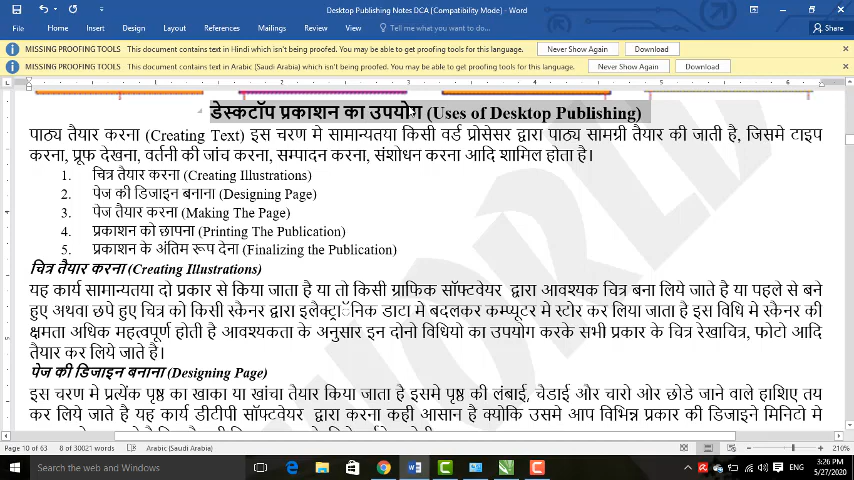 Desktop Publishing Notes DCA [Compatibility Mode] - Word
File Home Insert Design Layout References Mailings Review View Tell me what you want to do... Share
MISSING PROOFING TOOLS This document contains text in Hindi which isn't being proofed. You may be able to get proofing tools for this language. Never Show Again Download
MISSING PROOFING TOOLS This document contains text in Arabic (Saudi Arabia) which isn't being proofed. You may be able to get proofing tools. Never Show Again Download
1 2 3 4 5 6
डेस्कटॉप प्रकाशन का उपयोग (Uses of Desktop Publishing)
पाठ्य तैयार करना (Creating Text) इस चरण मे सामान्यतया किसी वर्ड प्रोसेसर द्वारा पाठ्य सामग्री तैयार की जाती है, जिसमे टाइप
करना, प्रूफ देखना, वर्तनी की जांच करना, सम्पादन करना, संशोधन करना आदि शामिल होता है।
1. चित्र तैयार करना (Creating Illustrations)
2. पेज की डिजाइन बनाना (Designing Page)
3. पेज तैयार करना (Making The Page)
4. प्रकाशन को छापना (Printing The Publication)
5. प्रकाशन के अंतिम रूप देना (Finalizing the Publication)
चित्र तैयार करना (Creating Illustrations)
यह कार्य सामान्यतया दो प्रकार से किया जाता है या तो किसी ग्राफिक सॉफ्टवेयर द्वारा आवश्यक चित्र बना लिये जाते है या पहले से बने
हुए अथवा छपे हुए चित्र को किसी स्कैनर द्वारा इलैक्ट्राॅनिक डाटा मे बदलकर कम्प्यूटर मे स्टोर कर लिया जाता है इस विधि मे स्कैनर की
क्षमता अधिक महत्वपूर्ण होती है आवश्यकता के अनुसार इन दोनो विधियो का उपयोग करके सभी प्रकार के चित्र रेखाचित्र, फोटो आदि
तैयार कर लिये जाते है।
पेज की डिजाइन बनाना (Designing Page)
इस चरण मे प्रत्येंक पृष्ठ का खाका या खांचा तैयार किया जाता है इसमे पृष्ठ की लंबाई, चेडाई और चारो ओर छोडे जाने वाले हाशिए तय
कर लिये जाते है यह कार्य डीटीपी सॉफ्टवेयर द्वारा करना कही आसान है क्योकि उसमे आप विभिन्न प्रकार की डिजाइने मिनिटो मे
Page 10 of 63 8 of 30021 words Arabic (Saudi Arabia) 210%
Search the web and Windows ENG 3:26 PM
5/27/2020